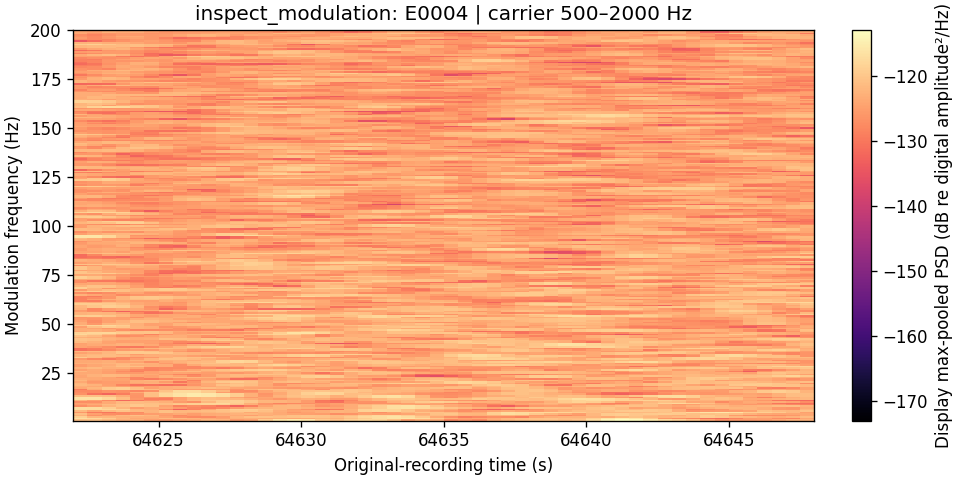 inspect_modulation: E0004 | carrier 500–2000 Hz
200
175
150
125
100
75
50
25
Modulation frequency (Hz)
64625 64630 64635 64640 64645
Original-recording time (s)
−120
−130
−140
−150
−160
−170
Display max-pooled PSD (dB re digital amplitude²/Hz)